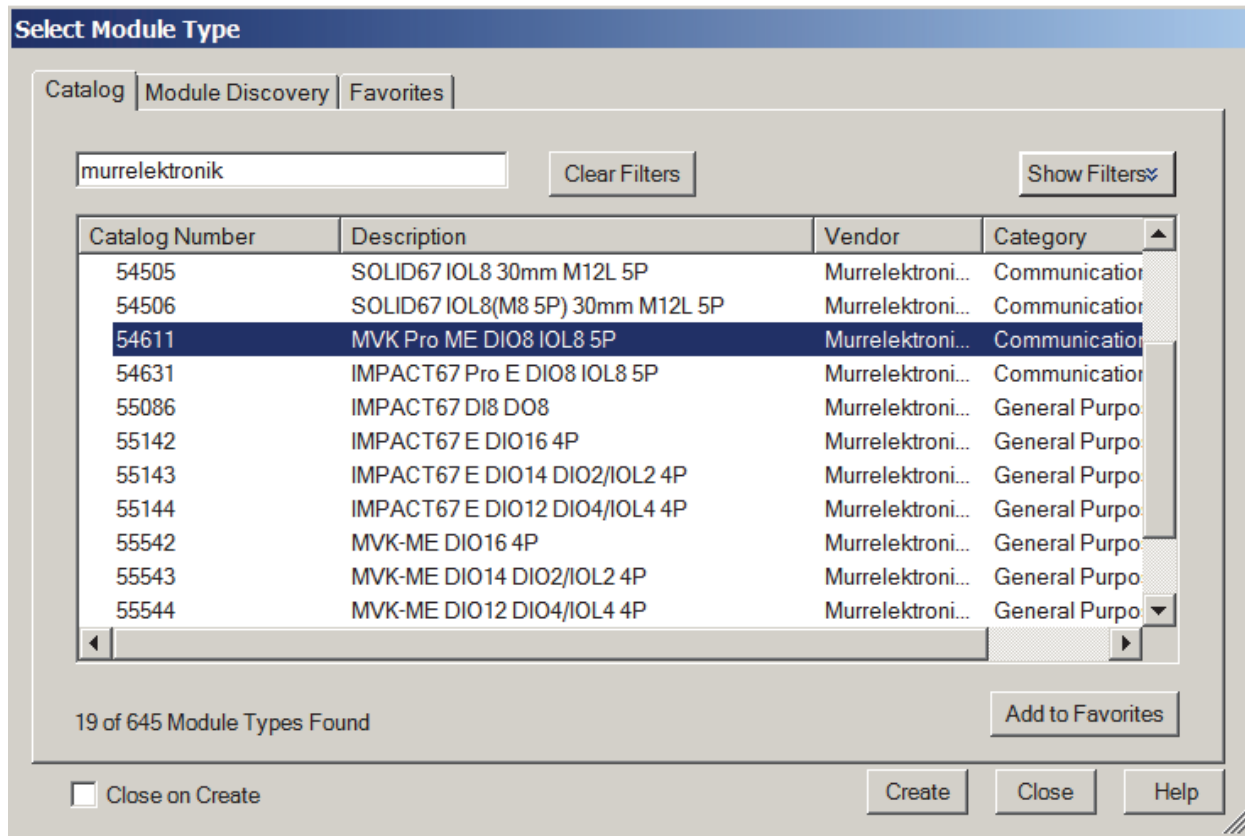 Select Module Type
Catalog Module Discovery Favorites
murrelektronik Clear Filters Show Filters
Catalog Number Description Vendor Category
54505 SOLID67 IOL8 30mm M12L 5P Murrelektroni... Communication
54506 SOLID67 IOL8(M8 5P) 30mm M12L 5P Murrelektroni... Communication
54611 MVK Pro ME DIO8 IOL8 5P Murrelektroni... Communication
54631 IMPACT67 Pro E DIO8 IOL8 5P Murrelektroni... Communication
55086 IMPACT67 DI8 DO8 Murrelektroni... General Purpo
55142 IMPACT67 E DIO16 4P Murrelektroni... General Purpo
55143 IMPACT67 E DIO14 DIO2/IOL2 4P Murrelektroni... General Purpo
55144 IMPACT67 E DIO12 DIO4/IOL4 4P Murrelektroni... General Purpo
55542 MVK-ME DIO16 4P Murrelektroni... General Purpo
55543 MVK-ME DIO14 DIO2/IOL2 4P Murrelektroni... General Purpo
55544 MVK-ME DIO12 DIO4/IOL4 4P Murrelektroni... General Purpo
19 of 645 Module Types Found Add to Favorites
Close on Create Create Close Help